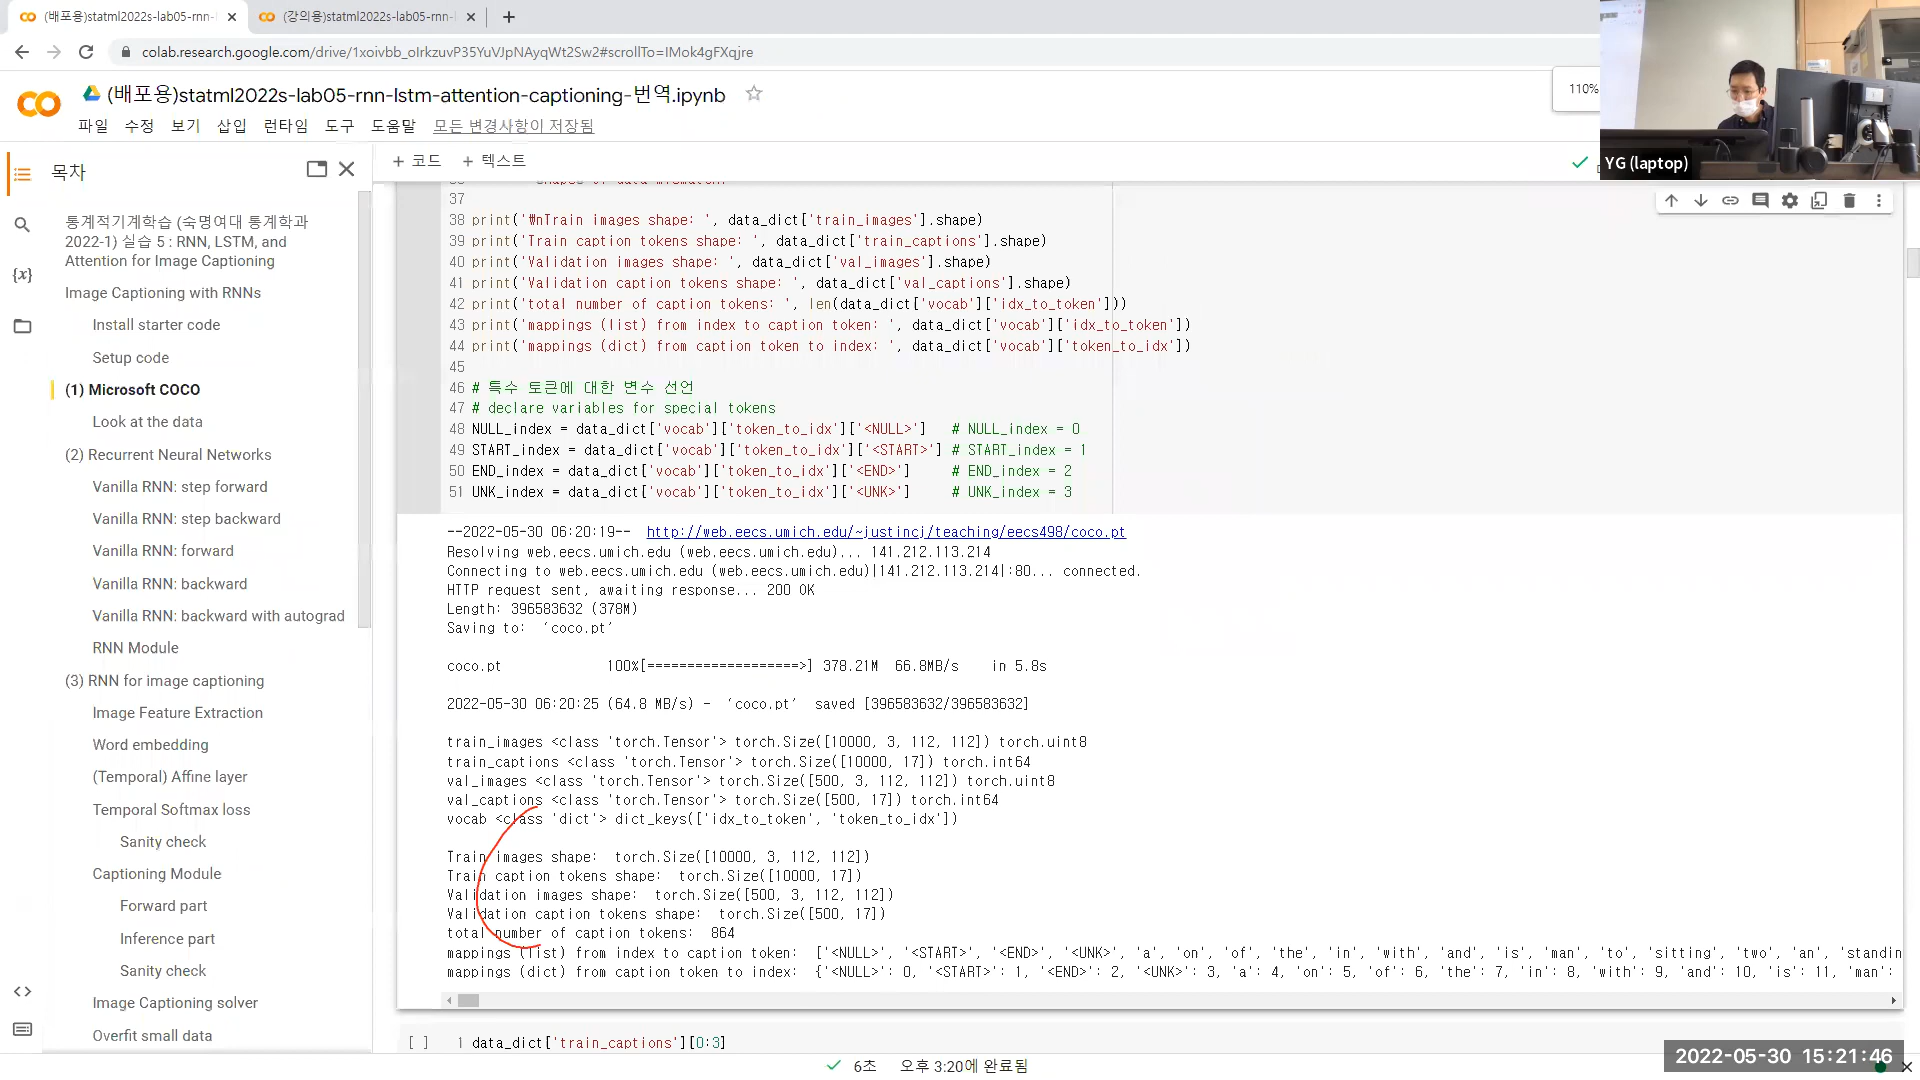 (배포용)statml2022s-lab05-rnn-
(강의용)statml2022s-lab05-rnn-
colab.research.google.com/drive/1xoivbb_oIrkzuvP35YuVJpNAyqWt2Sw2#scrollTo=IMok4gFXqjre
(배포용)statml2022s-lab05-rnn-lstm-attention-captioning-번역.ipynb
110%
파일 수정 보기 삽입 런타임 도구 도움말 모든 변경사항이 저장됨
YG (laptop)
+ 코드 + 텍스트
목차
통계적기계학습 (숙명여대 통계학과
2022-1) 실습 5 : RNN, LSTM, and
Attention for Image Captioning
Image Captioning with RNNs
Install starter code
Setup code
(1) Microsoft COCO
Look at the data
(2) Recurrent Neural Networks
Vanilla RNN: step forward
Vanilla RNN: step backward
Vanilla RNN: forward
Vanilla RNN: backward
Vanilla RNN: backward with autograd
RNN Module
(3) RNN for image captioning
Image Feature Extraction
Word embedding
(Temporal) Affine layer
Temporal Softmax loss
Sanity check
Captioning Module
Forward part
Inference part
Sanity check
Image Captioning solver
Overfit small data
37
38 print('₩nTrain images shape: ', data_dict['train_images'].shape)
39 print('Train caption tokens shape: ', data_dict['train_captions'].shape)
40 print('Validation images shape: ', data_dict['val_images'].shape)
41 print('Validation caption tokens shape: ', data_dict['val_captions'].shape)
42 print('total number of caption tokens: ', len(data_dict['vocab']['idx_to_token']))
43 print('mappings (list) from index to caption token: ', data_dict['vocab']['idx_to_token'])
44 print('mappings (dict) from caption token to index: ', data_dict['vocab']['token_to_idx'])
45
46 # 특수 토큰에 대한 변수 선언
47 # declare variables for special tokens
48 NULL_index = data_dict['vocab']['token_to_idx']['<NULL>'] # NULL_index = 0
49 START_index = data_dict['vocab']['token_to_idx']['<START>'] # START_index = 1
50 END_index = data_dict['vocab']['token_to_idx']['<END>'] # END_index = 2
51 UNK_index = data_dict['vocab']['token_to_idx']['<UNK>'] # UNK_index = 3
--2022-05-30 06:20:19-- http://web.eecs.umich.edu/~justincj/teaching/eecs498/coco.pt
Resolving web.eecs.umich.edu (web.eecs.umich.edu)... 141.212.113.214
Connecting to web.eecs.umich.edu (web.eecs.umich.edu)|141.212.113.214|:80... connected.
HTTP request sent, awaiting response... 200 OK
Length: 396583632 (378M)
Saving to: ‘coco.pt’
coco.pt 100%[===================>] 378.21M 66.8MB/s in 5.8s
2022-05-30 06:20:25 (64.8 MB/s) - ‘coco.pt’ saved [396583632/396583632]
train_images <class 'torch.Tensor'> torch.Size([10000, 3, 112, 112]) torch.uint8
train_captions <class 'torch.Tensor'> torch.Size([10000, 17]) torch.int64
val_images <class 'torch.Tensor'> torch.Size([500, 3, 112, 112]) torch.uint8
val_captions <class 'torch.Tensor'> torch.Size([500, 17]) torch.int64
vocab <class 'dict'> dict_keys(['idx_to_token', 'token_to_idx'])
Train images shape: torch.Size([10000, 3, 112, 112])
Train caption tokens shape: torch.Size([10000, 17])
Validation images shape: torch.Size([500, 3, 112, 112])
Validation caption tokens shape: torch.Size([500, 17])
total number of caption tokens: 864
mappings (list) from index to caption token: ['<NULL>', '<START>', '<END>', '<UNK>', 'a', 'on', 'of', 'the', 'in', 'with', 'and', 'is', 'man', 'to', 'sitting', 'two', 'an', 'standin
mappings (dict) from caption token to index: {'<NULL>': 0, '<START>': 1, '<END>': 2, '<UNK>': 3, 'a': 4, 'on': 5, 'of': 6, 'the': 7, 'in': 8, 'with': 9, 'and': 10, 'is': 11, 'man':
[ ] 1 data_dict['train_captions'][0:3]
6초 오후 3:20에 완료됨
2022-05-30 15:21:46